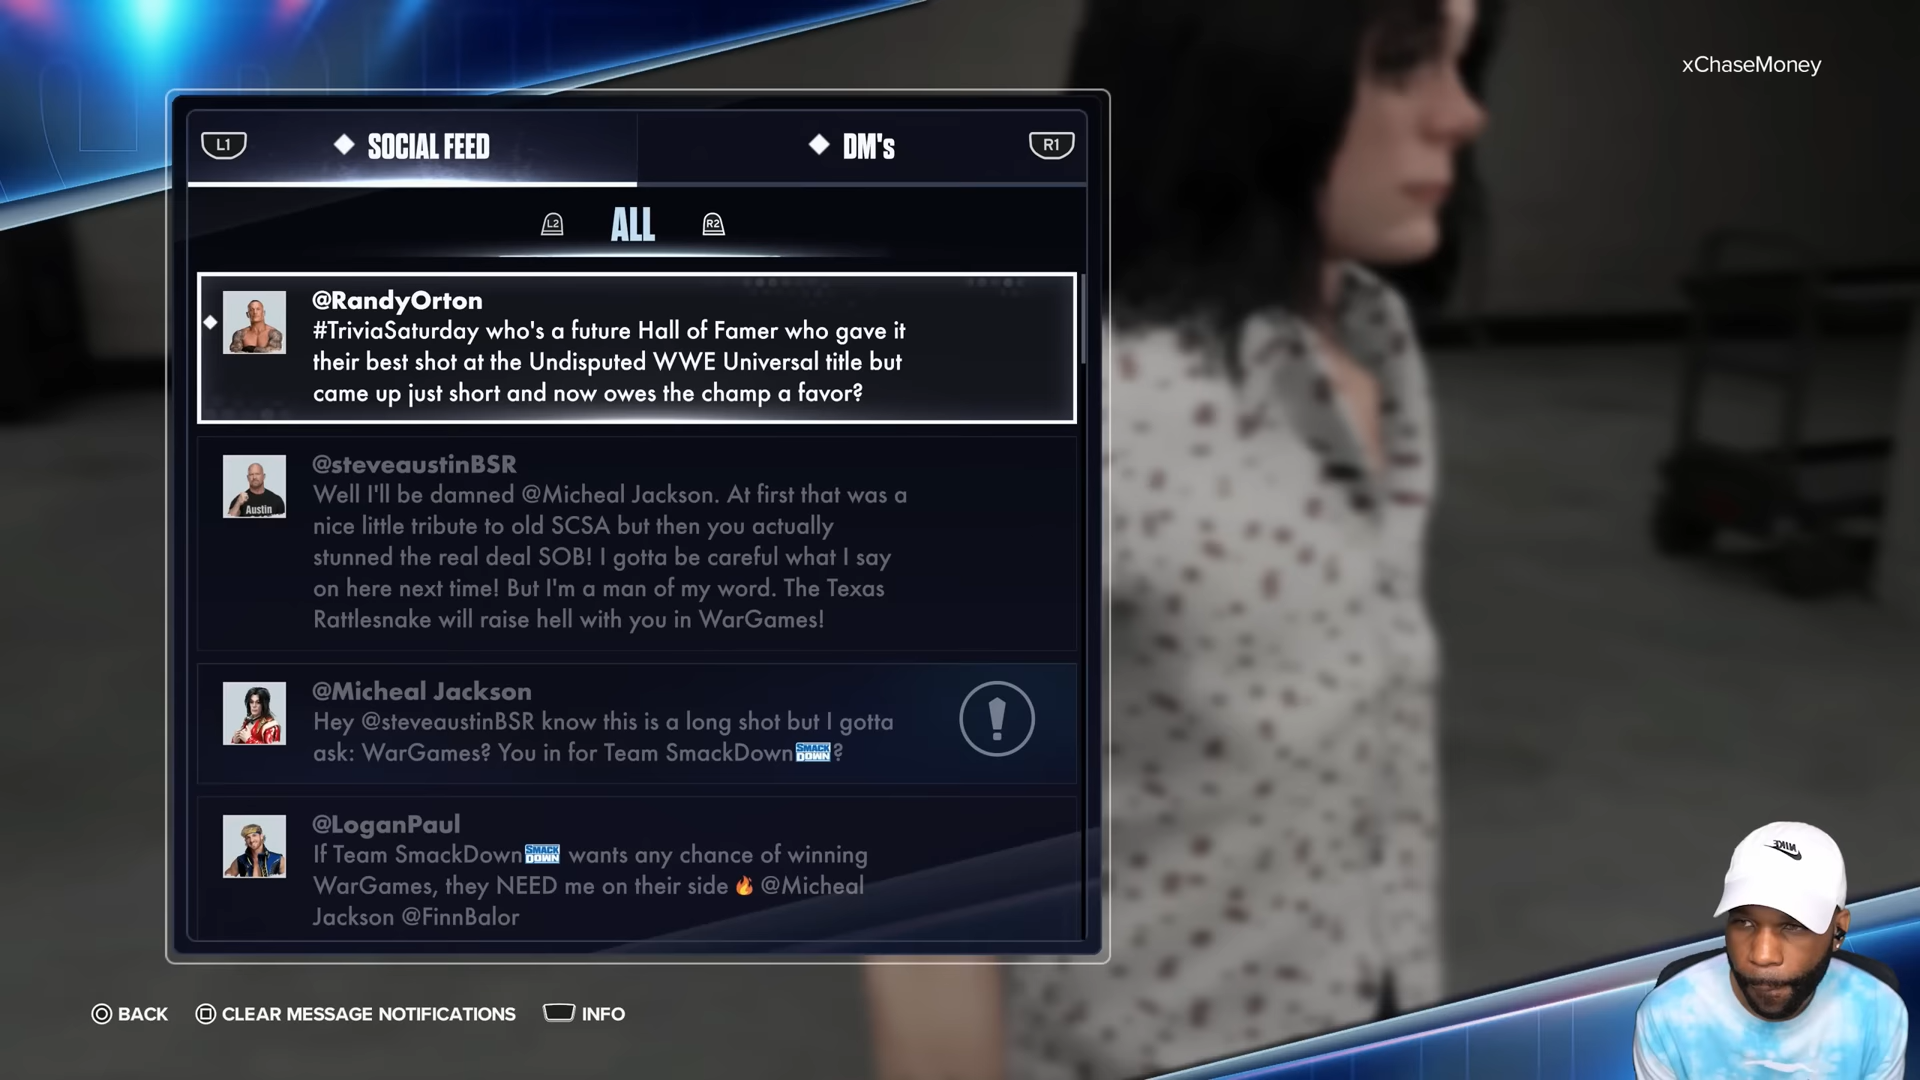 xChaseMoney
L1
SOCIAL FEED
DM's
R1
L2
ALL
R2
@RandyOrton
#TriviaSaturday who's a future Hall of Famer who gave it
their best shot at the Undisputed WWE Universal title but
came up just short and now owes the champ a favor?
@steveaustinBSR
Well I'll be damned @Micheal Jackson. At first that was a
nice little tribute to old SCSA but then you actually
stunned the real deal SOB! I gotta be careful what I say
on here next time! But I'm a man of my word. The Texas
Rattlesnake will raise hell with you in WarGames!
Austin
@Micheal Jackson
Hey @steveaustinBSR know this is a long shot but I gotta
ask: WarGames? You in for Team SmackDown SMACK DOWN ?
@LoganPaul
If Team SmackDown SMACK DOWN wants any chance of winning
WarGames, they NEED me on their side 🔥 @Micheal
Jackson @FinnBalor
BACK
CLEAR MESSAGE NOTIFICATIONS
INFO
NIKE